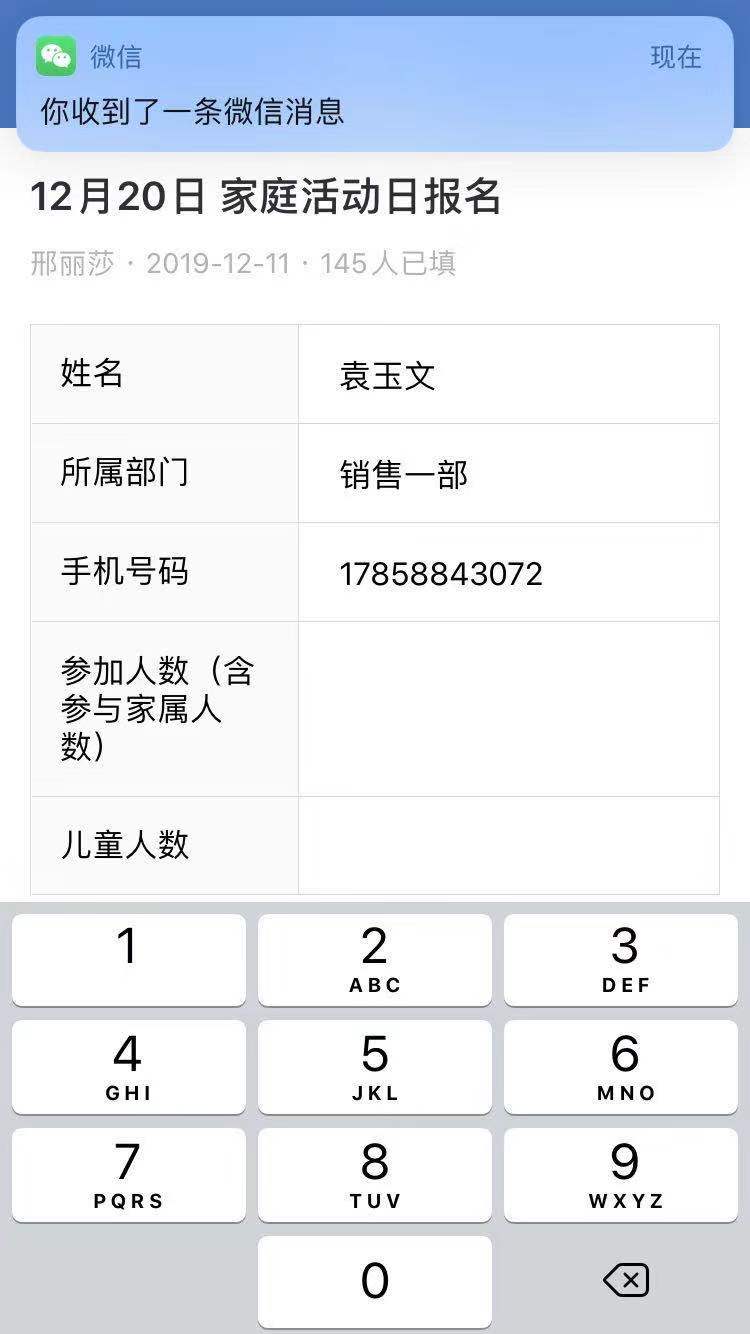 微信 现在
你收到了一条微信消息
12月20日 家庭活动日报名
邢丽莎 · 2019-12-11 · 145人已填
姓名 袁玉文
所属部门 销售一部
手机号码 17858843072
参加人数（含
参与家属人
数）
儿童人数
1 2 3
ABC DEF
4 5 6
GHI JKL MNO
7 8 9
PQRS TUV WXYZ
0